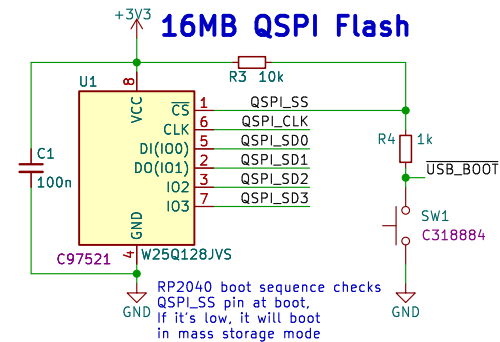 +3V3
16MB QSPI Flash
R3 10k
U1
8
VCC
CS 1 QSPI_SS
CLK 6 QSPI_CLK
DI(IO0) 5 QSPI_SD0
DO(IO1) 2 QSPI_SD1
IO2 3 QSPI_SD2
IO3 7 QSPI_SD3
GND
4
C1
100n
C97521 W25Q128JVS
R4 1k
USB_BOOT
SW1
C318884
GND
GND
RP2040 boot sequence checks
QSPI_SS pin at boot,
If it's low, it will boot
in mass storage mode